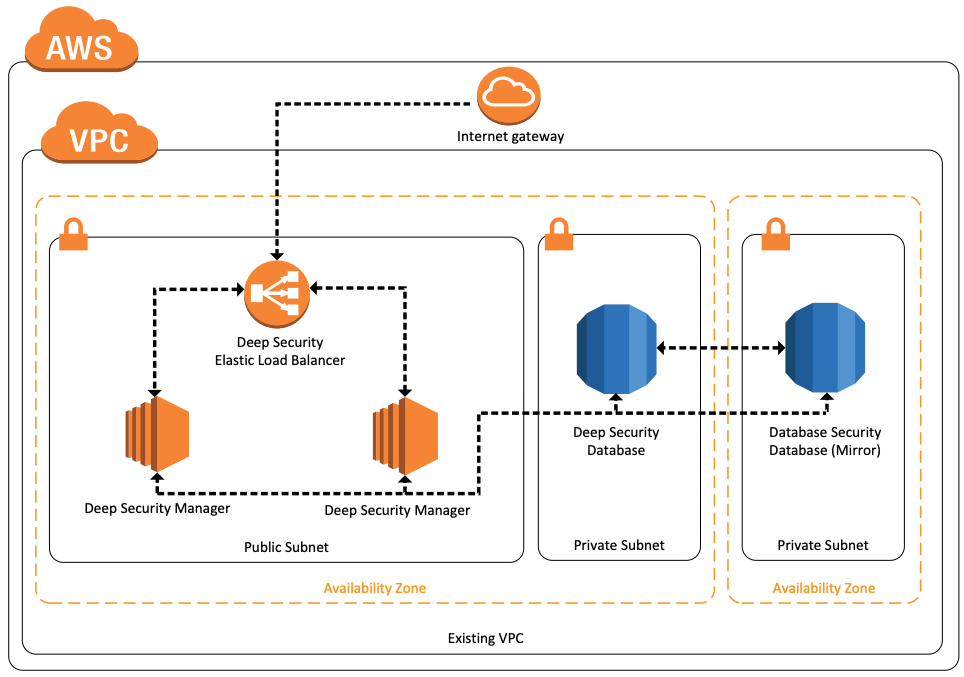 AWS
Internet gateway
VPC
Deep Security
Elastic Load Balancer
Deep Security
Database
Database Security
Database (Mirror)
Deep Security Manager
Deep Security Manager
Public Subnet
Private Subnet
Private Subnet
Availability Zone
Availability Zone
Existing VPC